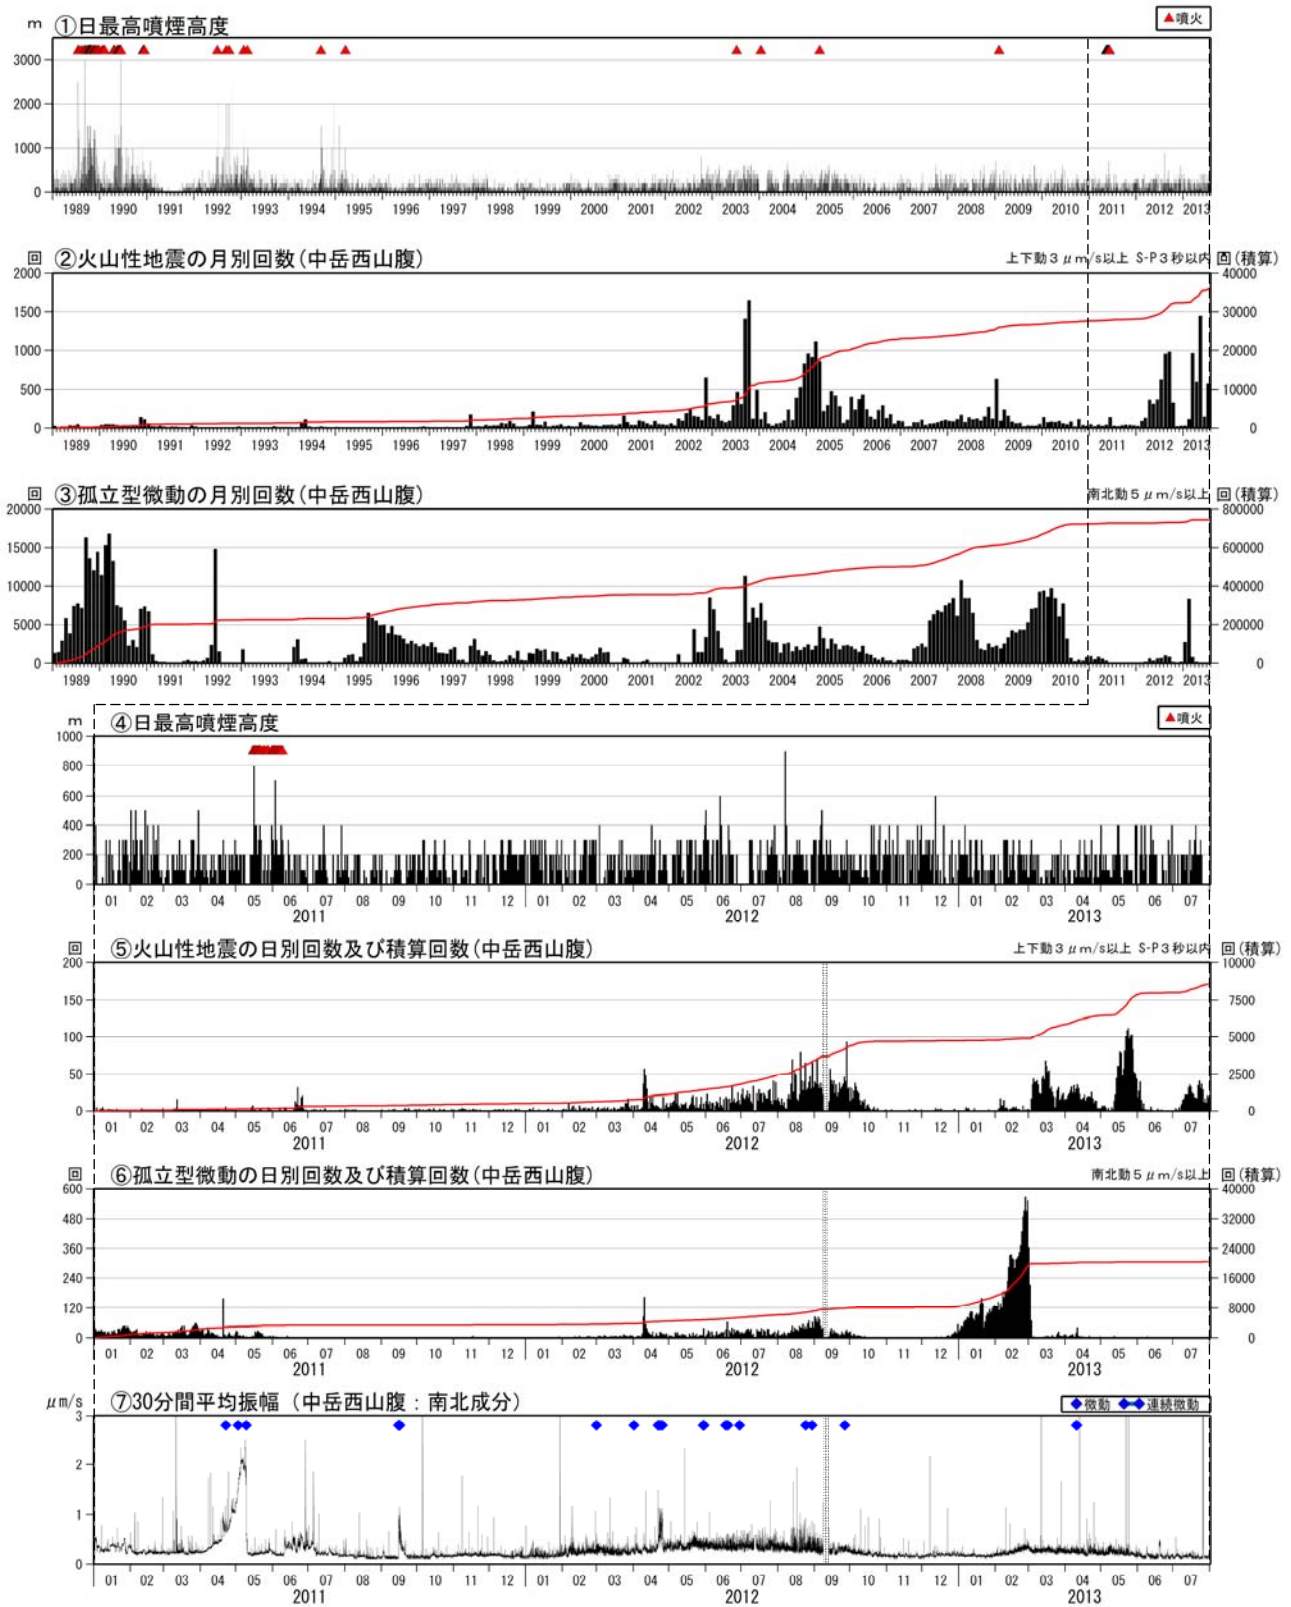 m ①日最高噴煙高度 ▲噴火
3000
2000
1000
0
1989 1990 1991 1992 1993 1994 1995 1996 1997 1998 1999 2000 2001 2002 2003 2004 2005 2006 2007 2008 2009 2010 2011 2012 2013
回 ②火山性地震の月別回数(中岳西山腹) 上下動3μm/s以上 S-P3秒以内 回(積算)
2000 40000
1500 30000
1000 20000
500 10000
0 0
1989 1990 1991 1992 1993 1994 1995 1996 1997 1998 1999 2000 2001 2002 2003 2004 2005 2006 2007 2008 2009 2010 2011 2012 2013
回 ③孤立型微動の月別回数(中岳西山腹) 南北動5μm/s以上 回(積算)
20000 800000
15000 600000
10000 400000
5000 200000
0 0
1989 1990 1991 1992 1993 1994 1995 1996 1997 1998 1999 2000 2001 2002 2003 2004 2005 2006 2007 2008 2009 2010 2011 2012 2013
m ④日最高噴煙高度 ▲噴火
1000
800
600
400
200
0
01 02 03 04 05 06 07 08 09 10 11 12 01 02 03 04 05 06 07 08 09 10 11 12 01 02 03 04 05 06 07
2011 2012 2013
回 ⑤火山性地震の日別回数及び積算回数(中岳西山腹) 上下動3μm/s以上 S-P3秒以内 回(積算)
200 10000
150 7500
100 5000
50 2500
0 0
01 02 03 04 05 06 07 08 09 10 11 12 01 02 03 04 05 06 07 08 09 10 11 12 01 02 03 04 05 06 07
2011 2012 2013
回 ⑥孤立型微動の日別回数及び積算回数(中岳西山腹) 南北動5μm/s以上 回(積算)
600 40000
480 32000
360 24000
240 16000
120 8000
0 0
01 02 03 04 05 06 07 08 09 10 11 12 01 02 03 04 05 06 07 08 09 10 11 12 01 02 03 04 05 06 07
2011 2012 2013
μm/s ⑦30分間平均振幅(中岳西山腹:南北成分) ◆微動 ◆━◆連続微動
3
2
1
0
01 02 03 04 05 06 07 08 09 10 11 12 01 02 03 04 05 06 07 08 09 10 11 12 01 02 03 04 05 06 07
2011 2012 2013